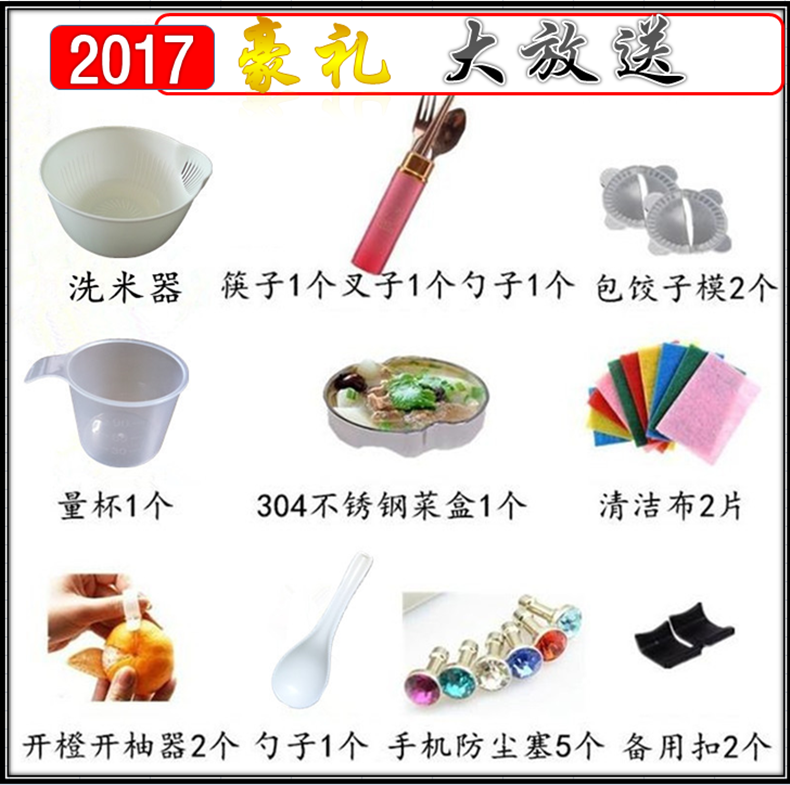 2017 豪礼 大放送
洗米器
筷子1个叉子1个勺子1个
包饺子模2个
量杯1个
304不锈钢菜盒1个
清洁布2片
开橙开柚器2个
勺子1个
手机防尘塞5个
备用扣2个